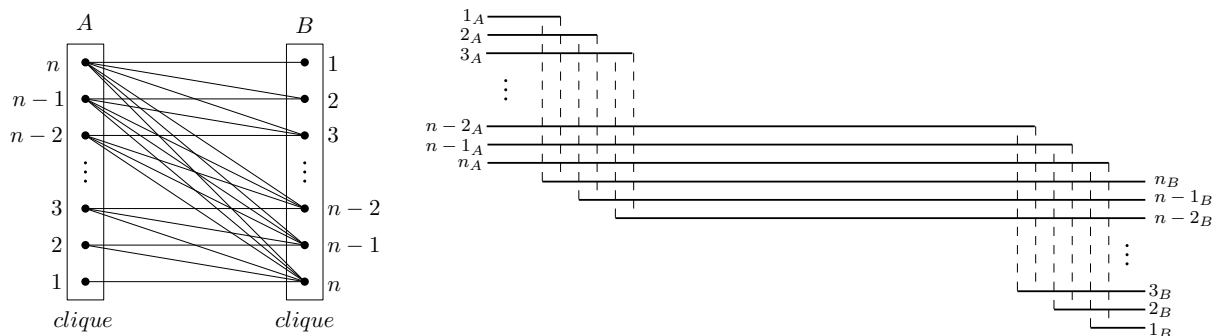 A B
n 1
n − 1 2
n − 2 3
⋮ ⋮
3 n − 2
2 n − 1
1 n
clique clique
1_A
2_A
3_A
⋮
n − 2_A
n − 1_A
n_A
n_B
n − 1_B
n − 2_B
⋮
3_B
2_B
1_B